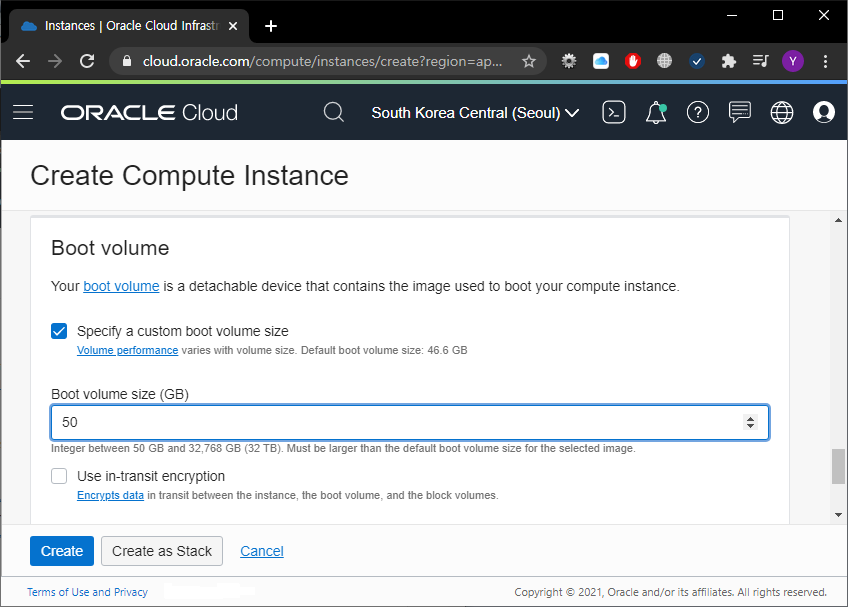 Instances | Oracle Cloud Infrastr
cloud.oracle.com/compute/instances/create?region=ap...
Y
ORACLE Cloud
South Korea Central (Seoul)
Create Compute Instance
Boot volume
Your boot volume is a detachable device that contains the image used to boot your compute instance.
Specify a custom boot volume size
Volume performance varies with volume size. Default boot volume size: 46.6 GB
Boot volume size (GB)
50
Integer between 50 GB and 32,768 GB (32 TB). Must be larger than the default boot volume size for the selected image.
Use in-transit encryption
Encrypts data in transit between the instance, the boot volume, and the block volumes.
Create Create as Stack Cancel
Terms of Use and Privacy Copyright © 2021, Oracle and/or its affiliates. All rights reserved.